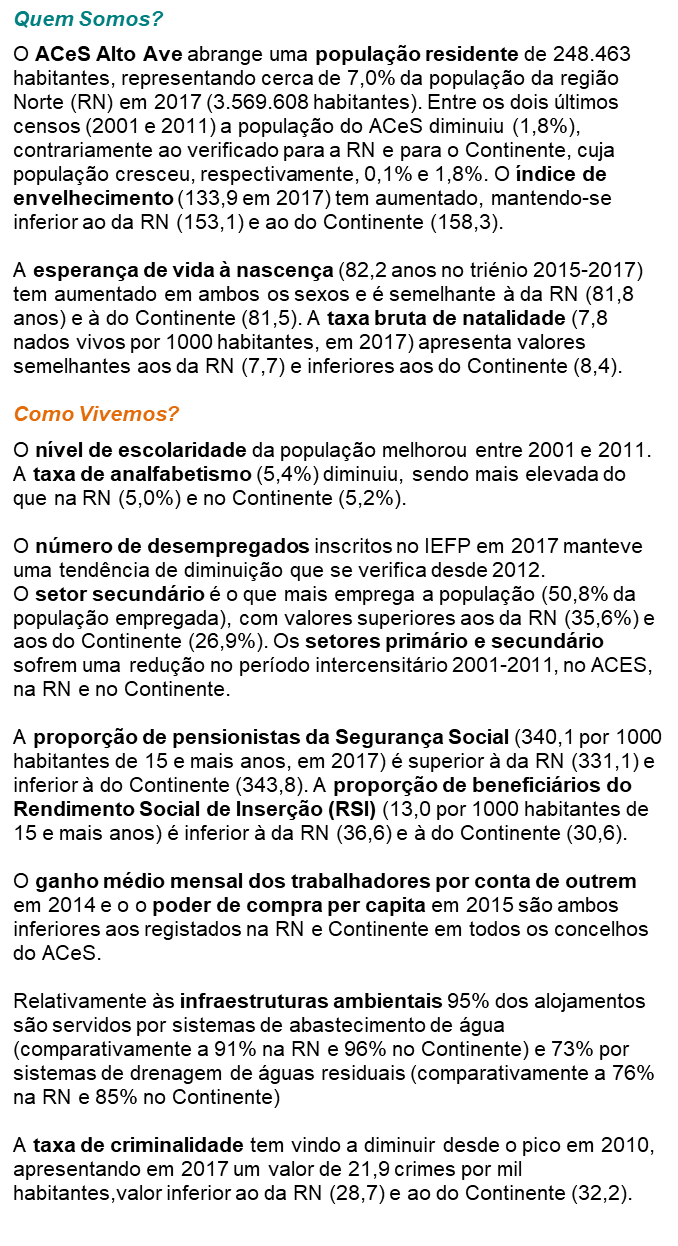 Quem Somos?
O ACeS Alto Ave abrange uma população residente de 248.463
habitantes, representando cerca de 7,0% da população da região
Norte (RN) em 2017 (3.569.608 habitantes). Entre os dois últimos
censos (2001 e 2011) a população do ACeS diminuiu (1,8%),
contrariamente ao verificado para a RN e para o Continente, cuja
população cresceu, respectivamente, 0,1% e 1,8%. O índice de
envelhecimento (133,9 em 2017) tem aumentado, mantendo-se
inferior ao da RN (153,1) e ao do Continente (158,3).
A esperança de vida à nascença (82,2 anos no triénio 2015-2017)
tem aumentado em ambos os sexos e é semelhante à da RN (81,8
anos) e à do Continente (81,5). A taxa bruta de natalidade (7,8
nados vivos por 1000 habitantes, em 2017) apresenta valores
semelhantes aos da RN (7,7) e inferiores aos do Continente (8,4).
Como Vivemos?
O nível de escolaridade da população melhorou entre 2001 e 2011.
A taxa de analfabetismo (5,4%) diminuiu, sendo mais elevada do
que na RN (5,0%) e no Continente (5,2%).
O número de desempregados inscritos no IEFP em 2017 manteve
uma tendência de diminuição que se verifica desde 2012.
O setor secundário é o que mais emprega a população (50,8% da
população empregada), com valores superiores aos da RN (35,6%) e
aos do Continente (26,9%). Os setores primário e secundário
sofrem uma redução no período intercensitário 2001-2011, no ACES,
na RN e no Continente.
A proporção de pensionistas da Segurança Social (340,1 por 1000
habitantes de 15 e mais anos, em 2017) é superior à da RN (331,1) e
inferior à do Continente (343,8). A proporção de beneficiários do
Rendimento Social de Inserção (RSI) (13,0 por 1000 habitantes de
15 e mais anos) é inferior à da RN (36,6) e à do Continente (30,6).
O ganho médio mensal dos trabalhadores por conta de outrem
em 2014 e o o poder de compra per capita em 2015 são ambos
inferiores aos registados na RN e Continente em todos os concelhos
do ACeS.
Relativamente às infraestruturas ambientais 95% dos alojamentos
são servidos por sistemas de abastecimento de água
(comparativamente a 91% na RN e 96% no Continente) e 73% por
sistemas de drenagem de águas residuais (comparativamente a 76%
na RN e 85% no Continente)
A taxa de criminalidade tem vindo a diminuir desde o pico em 2010,
apresentando em 2017 um valor de 21,9 crimes por mil
habitantes,valor inferior ao da RN (28,7) e ao do Continente (32,2).